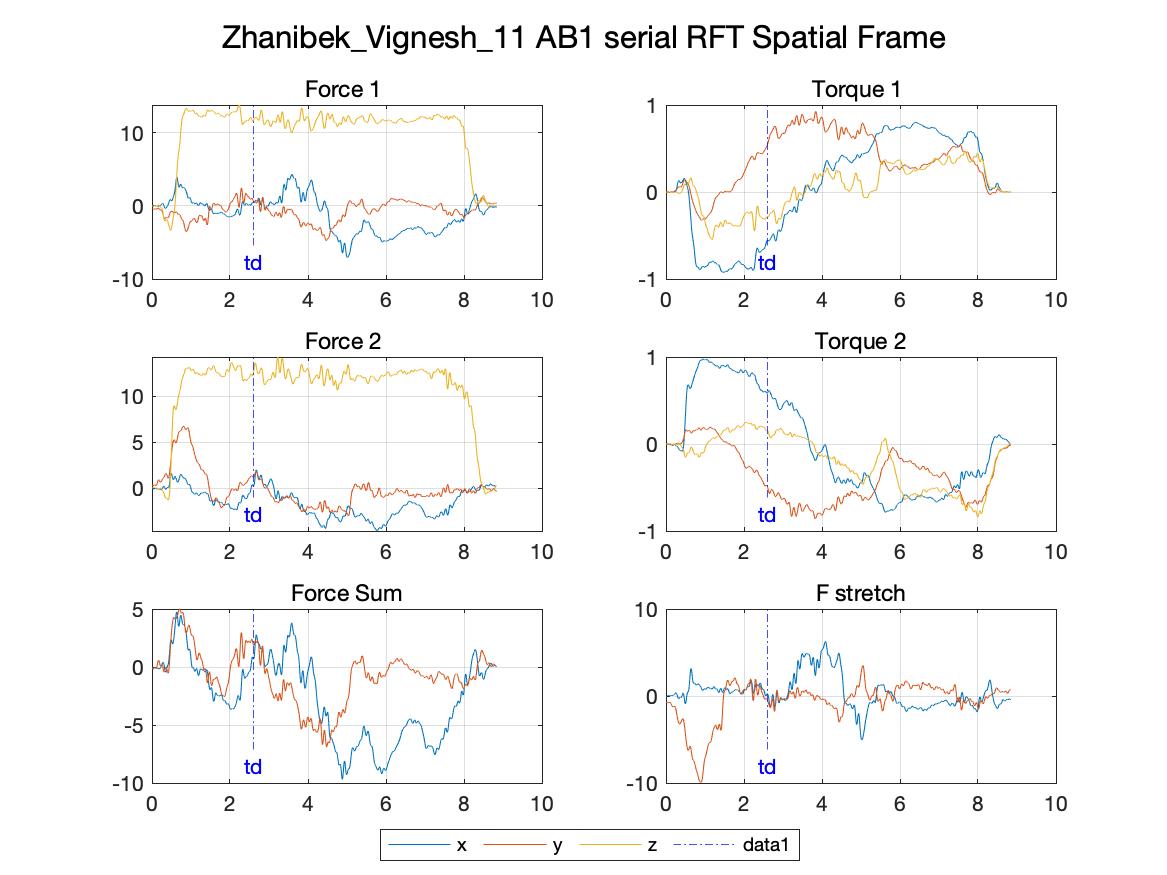 Zhanibek_Vignesh_11 AB1 serial RFT Spatial Frame
Force 1
10
0
-10
td
0 2 4 6 8 10
Torque 1
1
0
-1
td
0 2 4 6 8 10
Force 2
10
5
0
td
0 2 4 6 8 10
Torque 2
1
0
-1
td
0 2 4 6 8 10
Force Sum
5
0
-5
-10
td
0 2 4 6 8 10
F stretch
10
0
-10
td
0 2 4 6 8 10
x y z data1